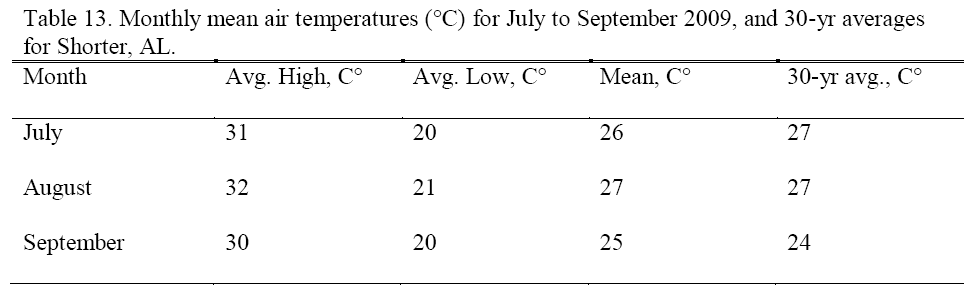 Table 13. Monthly mean air temperatures (°C) for July to September 2009, and 30-yr averages
for Shorter, AL.
Month Avg. High, C° Avg. Low, C° Mean, C° 30-yr avg., C°
July 31 20 26 27
August 32 21 27 27
September 30 20 25 24